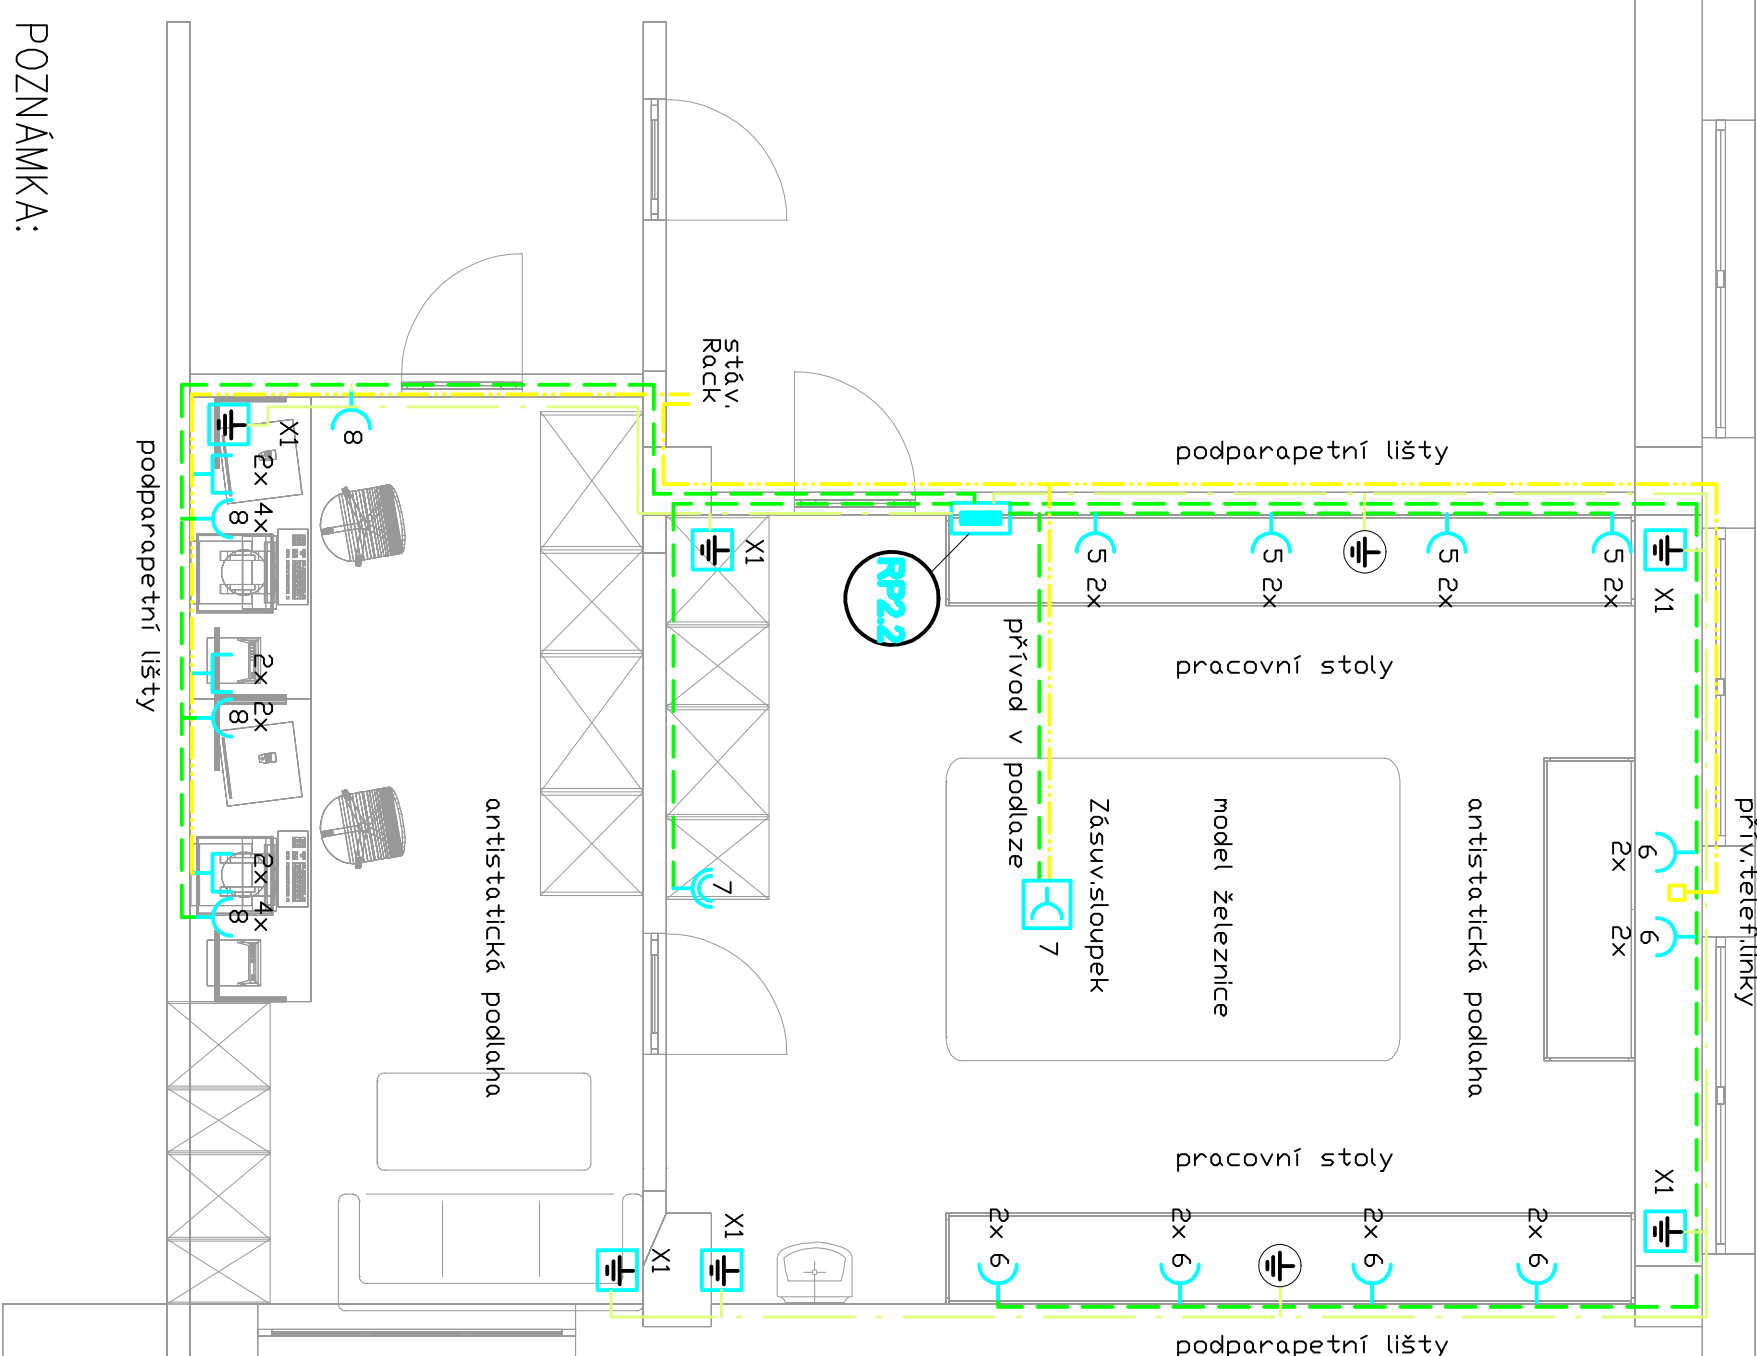 POZNÁMKA:
stáv.
Rack
podparapetní lišty
X1
8
2x
4x
8
podparapetní lišty
X1
5 2x
5 2x
5 2x
5 2x
X1
RP2.2
přívod v podlaze
pracovní stoly
2x
2x
8
antistatická podlaha
Zásuv.sloupek
model železnice
antistatická podlaha
přív.telef.linky
6
2x
6
2x
2x
4x
8
7
7
pracovní stoly
X1
X1
X1
2x 6
2x 6
2x 6
2x 6
podparapetní lišty